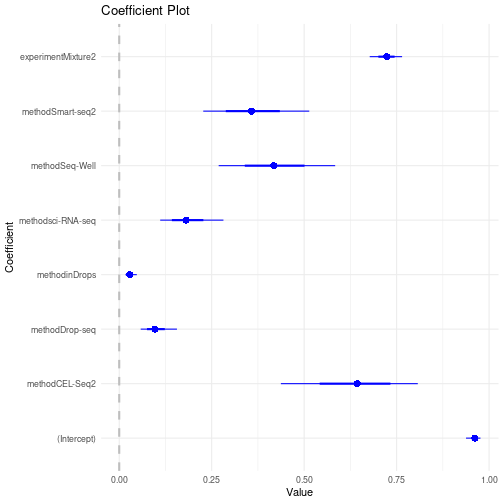 Coefficient Plot
experimentMixture2
methodSmart-seq2
methodSeq-Well
methodsci-RNA-seq
methodinDrops
methodDrop-seq
methodCEL-Seq2
(Intercept)
Coefficient
0.00 0.25 0.50 0.75 1.00
Value